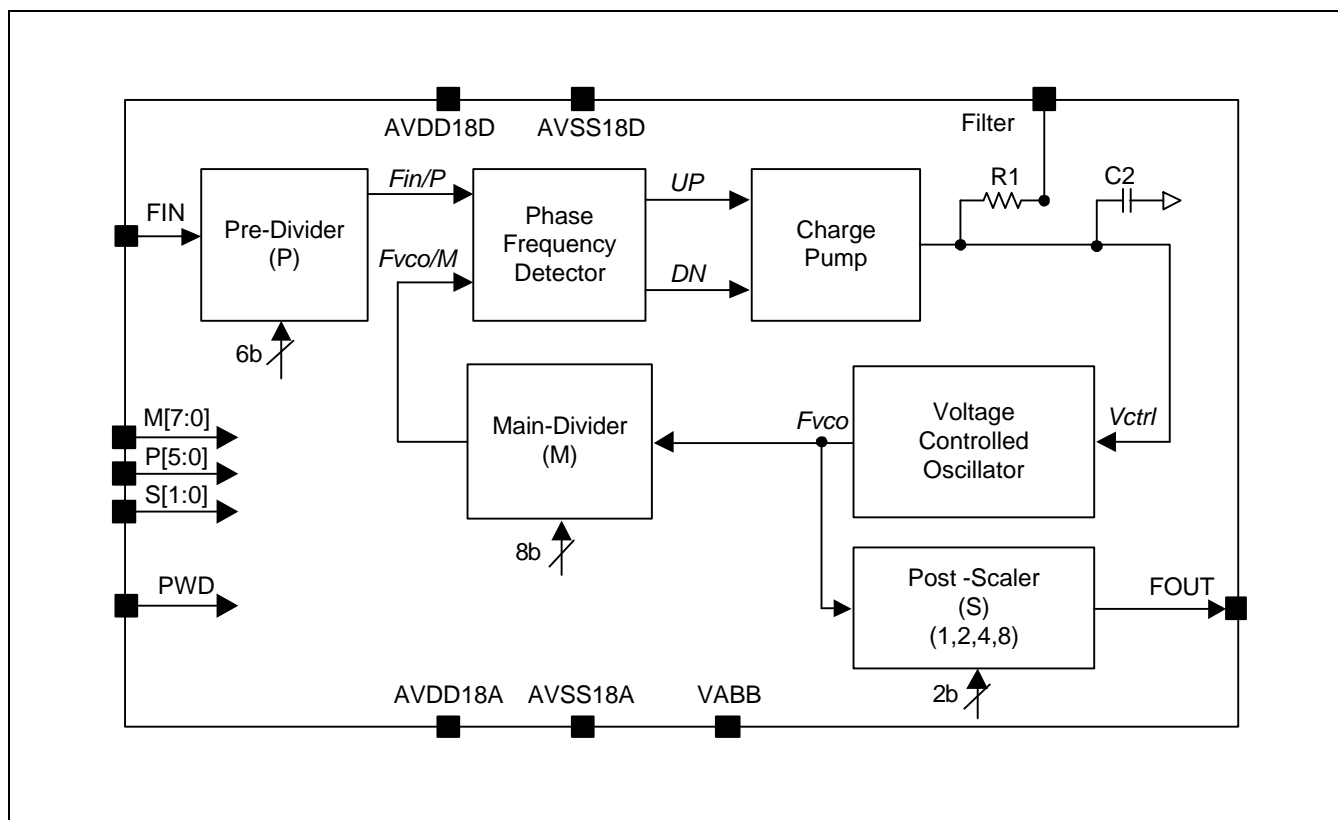 AVDD18D
AVSS18D
Filter
FIN
Pre-Divider
(P)
6b
Fin/P
Fvco/M
Phase
Frequency
Detector
UP
DN
Charge
Pump
R1
C2
M[7:0]
P[5:0]
S[1:0]
PWD
Main-Divider
(M)
8b
Fvco
Voltage
Controlled
Oscillator
Vctrl
Post -Scaler
(S)
(1,2,4,8)
2b
FOUT
AVDD18A
AVSS18A
VABB